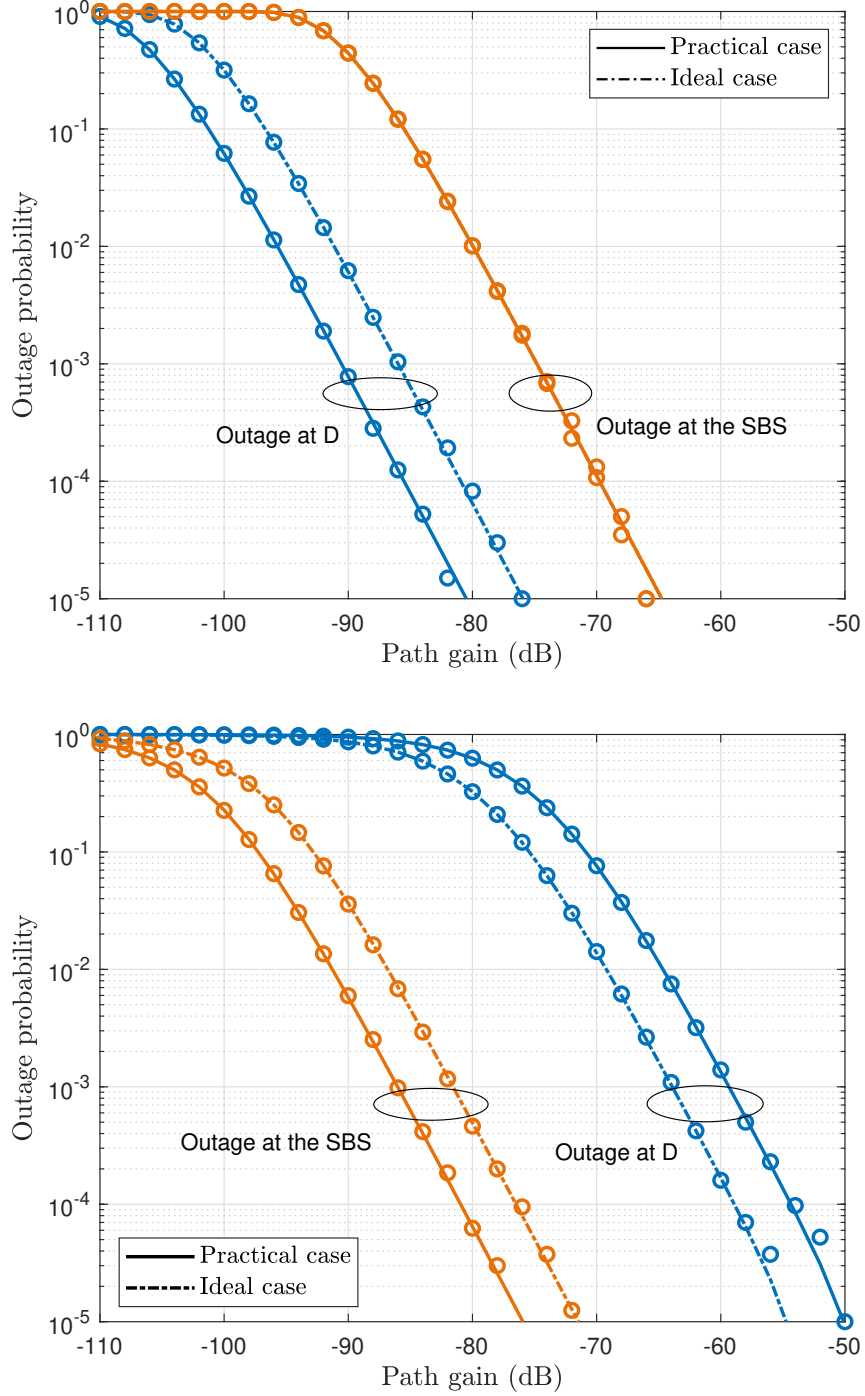 10^0
Practical case
Ideal case
10^-1
10^-2
Outage probability
10^-3
Outage at D
Outage at the SBS
10^-4
10^-5
-110 -100 -90 -80 -70 -60 -50
Path gain (dB)
10^0
10^-1
10^-2
Outage probability
10^-3
Outage at the SBS
Outage at D
10^-4
Practical case
Ideal case
10^-5
-110 -100 -90 -80 -70 -60 -50
Path gain (dB)